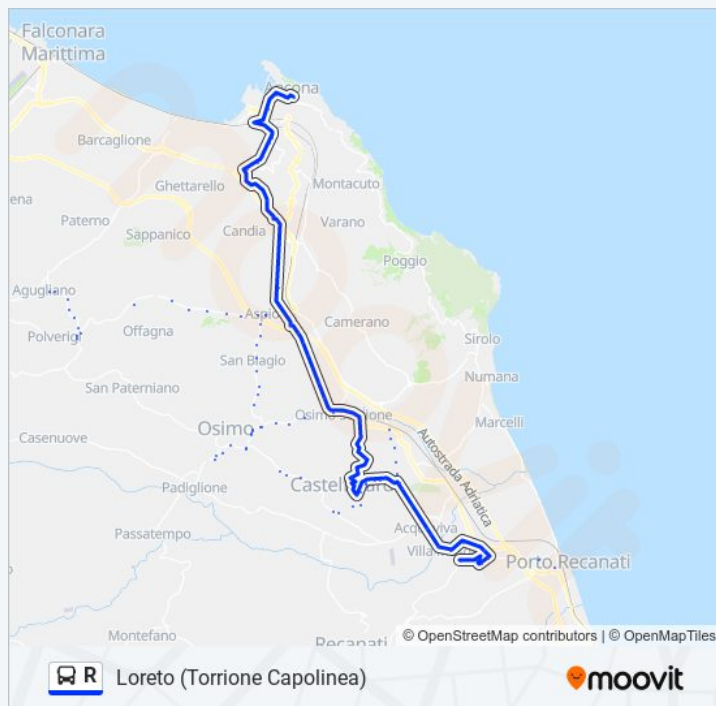 Falconara
Marittima
Ancona
Barcaglione
Ghettarello
Montacuto
Paterno
Candia
Varano
Sappanico
Poggio
Agugliano
Offagna
Camerano
Polverigi
Sirolo
San Biagio
Numana
San Paterniano
Osimo Stazione
Marcelli
Casenuove
Osimo
Autostrada Adriatica
Padiglione
Acquaviva
Passatempo
Porto Recanati
Montefano
Recanati
© OpenStreetMap contributors | © OpenMapTiles
R Loreto (Torrione Capolinea)
moovit